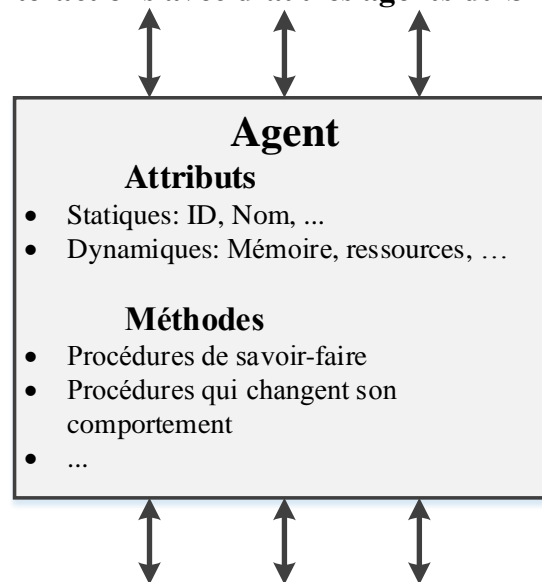 Agent
Attributs
• Statiques: ID, Nom, ...
• Dynamiques: Mémoire, ressources, …
Méthodes
• Procédures de savoir-faire
• Procédures qui changent son
comportement
• ...